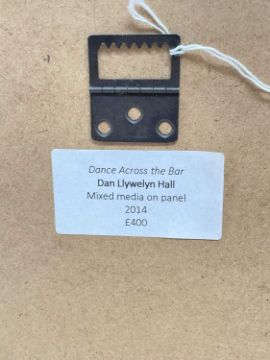 Dance Across the Bar
Dan Llywelyn Hall
Mixed media on panel
2014
£400